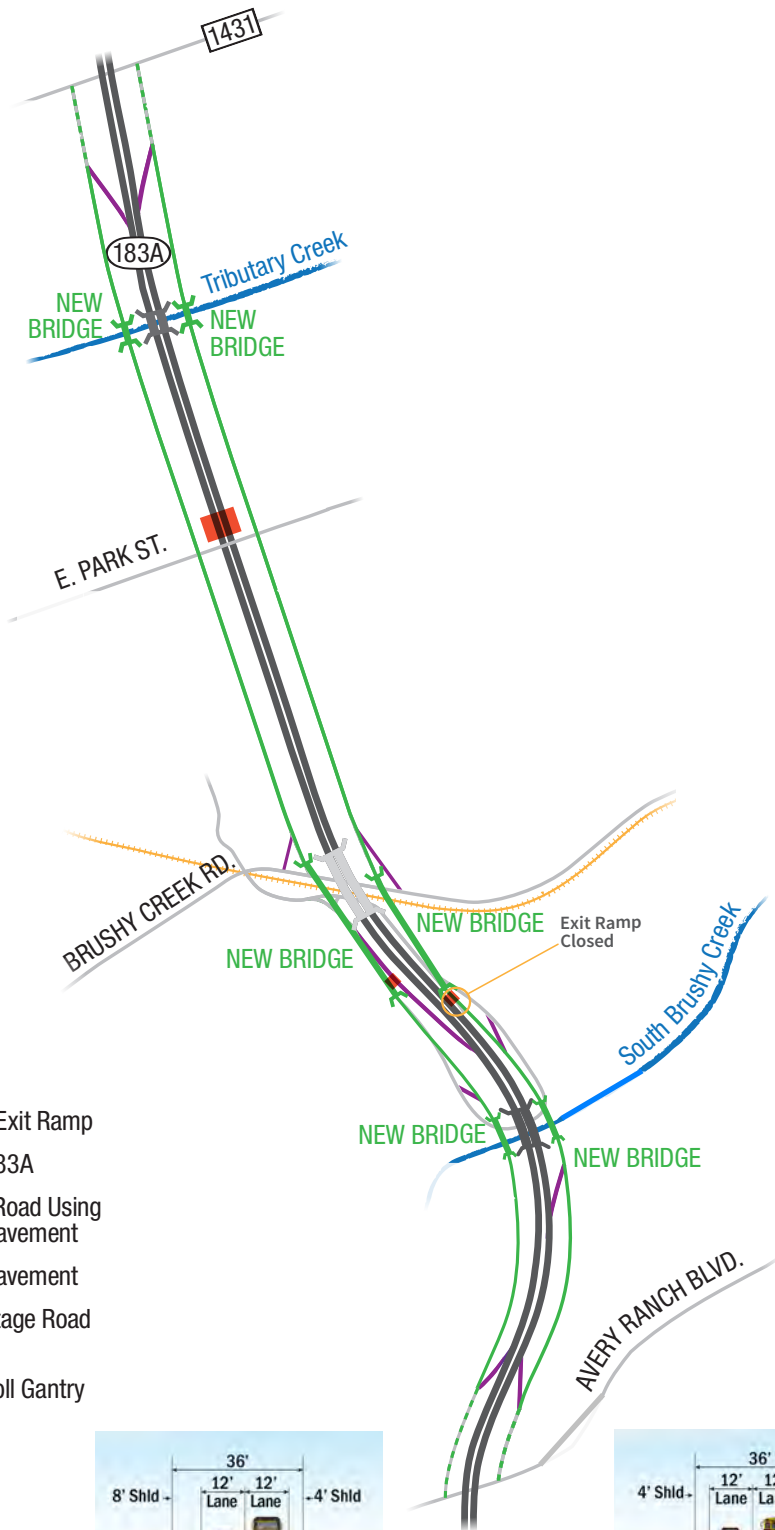 1431
183A
Tributary Creek
NEW
BRIDGE
NEW
BRIDGE
E. PARK ST.
BRUSHY CREEK RD.
NEW BRIDGE
Exit Ramp
Closed
NEW BRIDGE
South Brushy Creek
Exit Ramp
33A
NEW BRIDGE
NEW BRIDGE
Road Using
avement
avement
tage Road
oll Gantry
AVERY RANCH BLVD.
36'
8' Shld
12'
Lane
12'
Lane
4' Shld
36'
4' Shld
12'
Lane